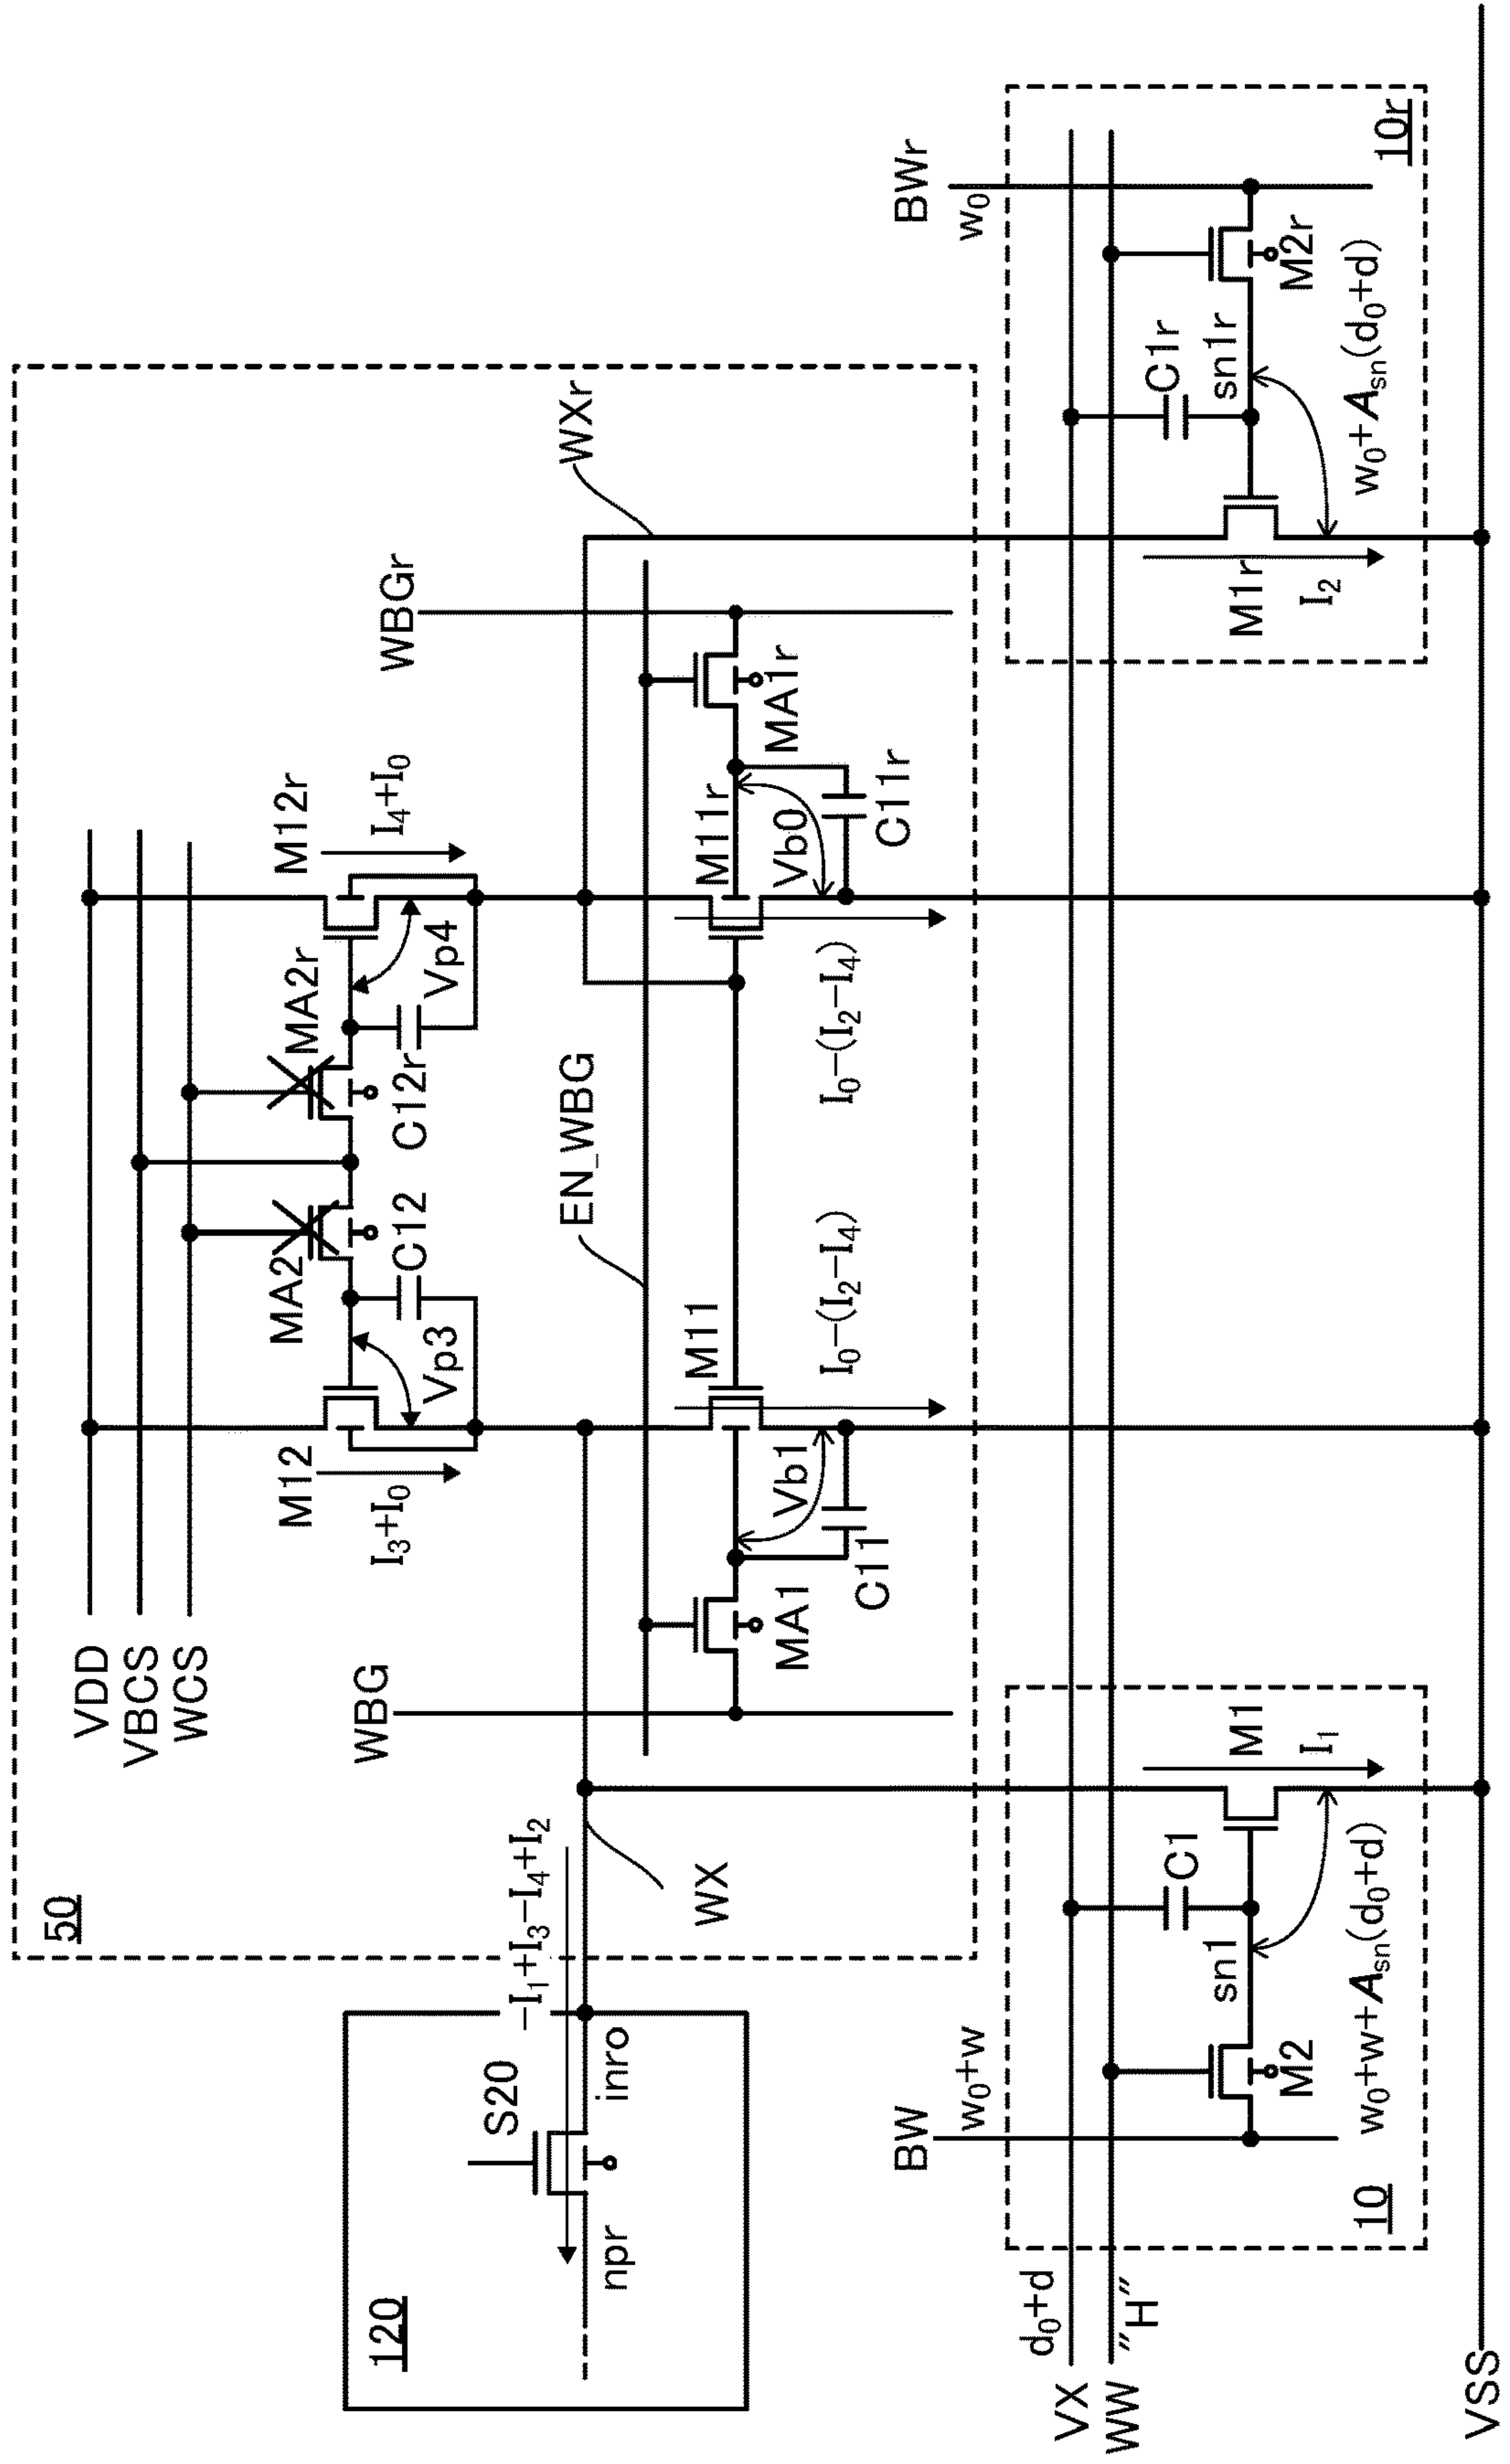 50
VDD
VBCS
WCS
M12
I₃+I₀
Vp3
MA2
C12
MA2r
C12r
Vp4
M12r
I₄+I₀
WBG
WBGr
EN_WBG
WXr
120
S20
npr
inro
-I₁+I₃-I₄+I₂
WX
MA1
C11
Vb1
M11
I₀-(I₂-I₄)
I₀-(I₂-I₄)
M11r
Vb0
C11r
MA1r
BW
w₀+w
BWr
w₀
d₀+d
VX
WW
"H"
10
M2
w₀+w+Asn(d₀+d)
sn1
C1
M1
I₁
M1r
I₂
C1r
sn1r
w₀+Asn(d₀+d)
M2r
10r
VSS